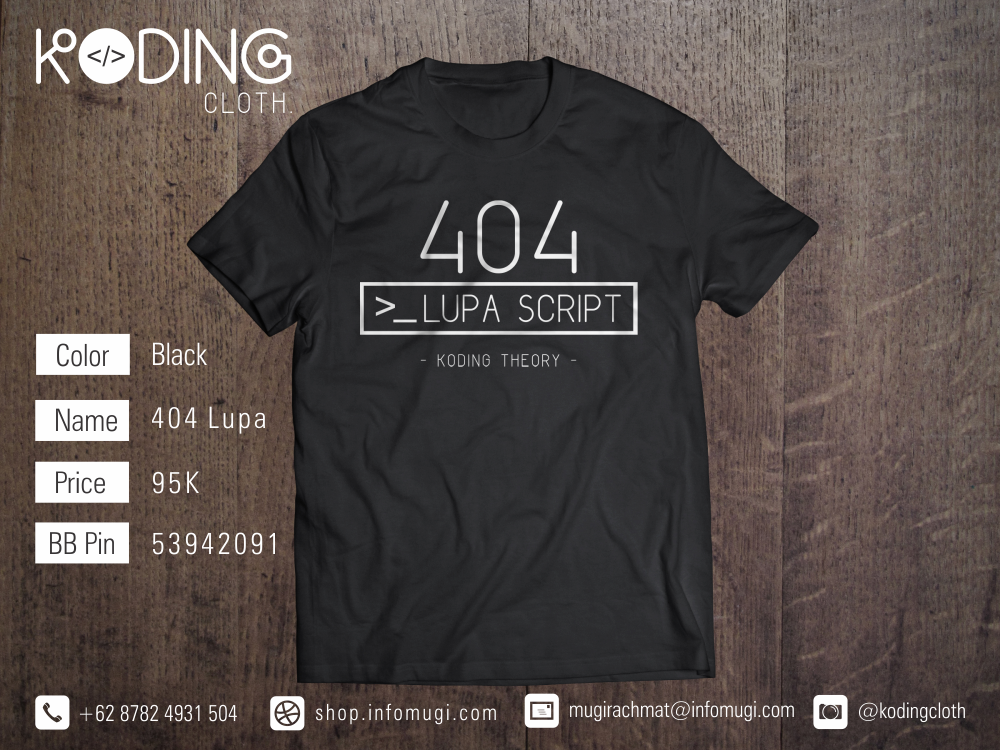 K</>DING
CLOTH.
404
>_LUPA SCRIPT
- KODING THEORY -
Color Black
Name 404 Lupa
Price 95K
BB Pin 53942091
+62 8782 4931 504
shop.infomugi.com
mugirachmat@infomugi.com
@kodingcloth